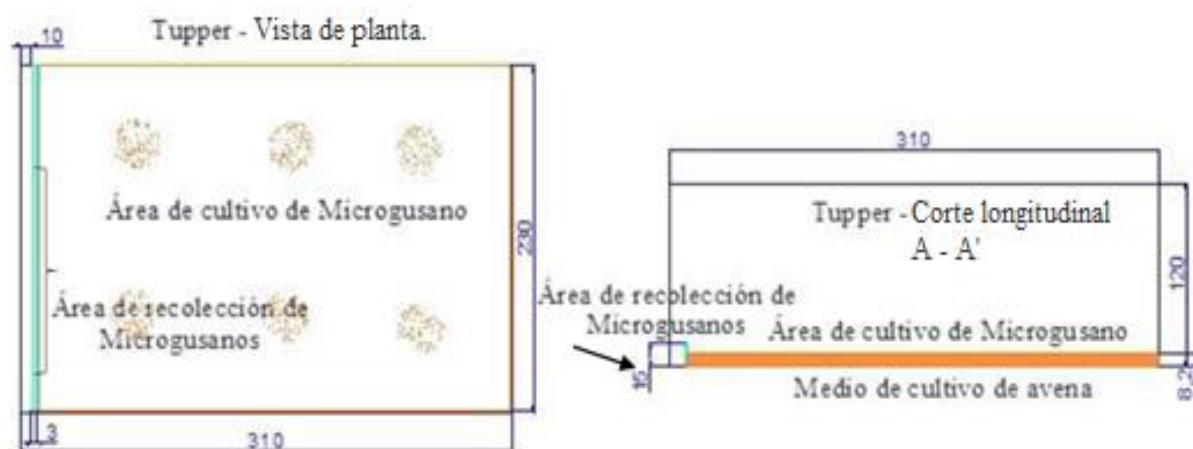 Tupper - Vista de planta.
10
Área de cultivo de Microgusano
230
Área de recolección de
Microgusanos
3
310
310
Tupper - Corte longitudinal
A - A'
120
Área de recolección de
Microgusanos
Área de cultivo de Microgusano
15
8.2
Medio de cultivo de avena